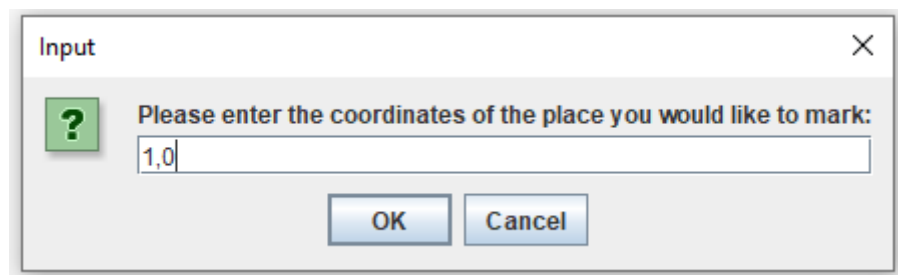 Input
?
Please enter the coordinates of the place you would like to mark:
1,0
OK Cancel